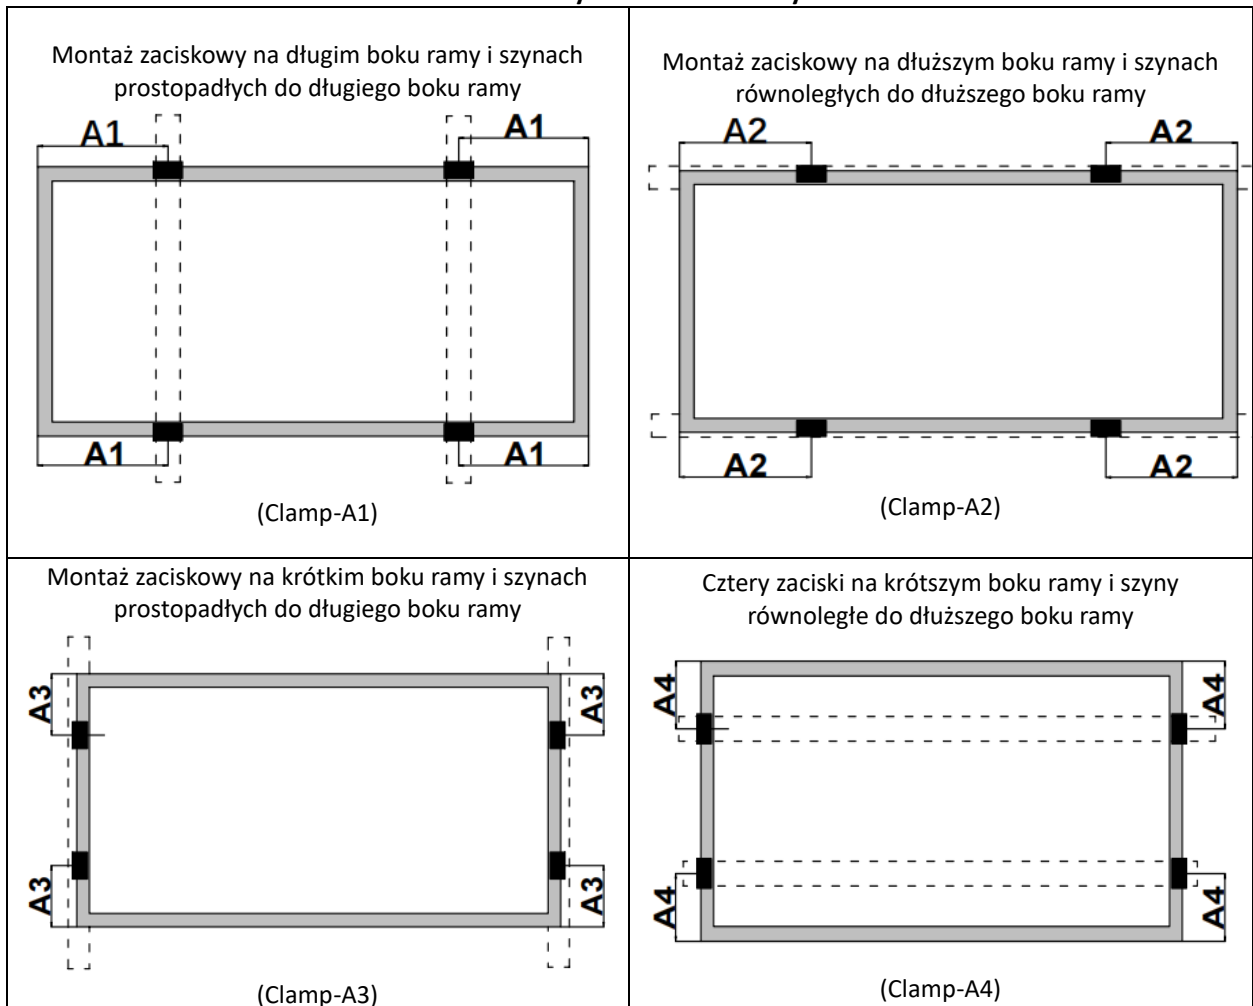 Montaż zaciskowy na długim boku ramy i szynach
prostopadłych do długiego boku ramy
A1
A1
A1
A1
(Clamp-A1)
Montaż zaciskowy na dłuższym boku ramy i szynach
równoległych do dłuższego boku ramy
A2
A2
A2
A2
(Clamp-A2)
Montaż zaciskowy na krótkim boku ramy i szynach
prostopadłych do długiego boku ramy
A3
A3
A3
A3
(Clamp-A3)
Cztery zaciski na krótszym boku ramy i szyny
równoległe do dłuższego boku ramy
A4
A4
A4
A4
(Clamp-A4)